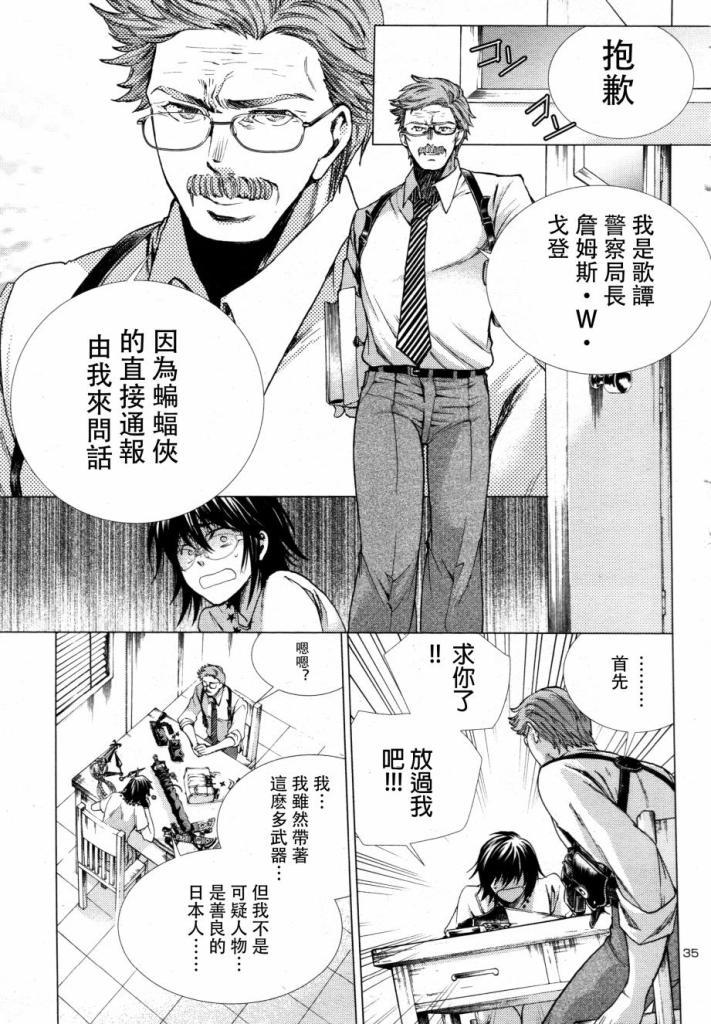 コンコン
抱歉
我是歌譚
警察局長
詹姆斯・W・
戈登
因為蝙蝠俠
的直接通報
由我來問話
………
首先
求你了
!!
放過我
吧!!!
嗯嗯?
我…
我雖然帶著
這麽多武器…
但我不是
可疑人物…
是善良的
日本人……
35